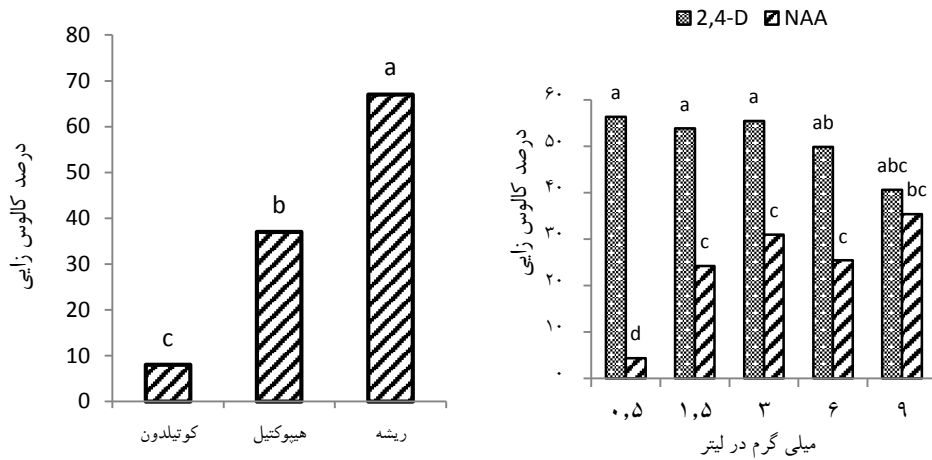 درصد کالوس زایی
80
70
60
50
40
30
20
10
0
c
b
a
کوتیلدون
هیپوکتیل
ریشه
2,4-D
NAA
درصد کالوس زایی
۶۰
۵۰
۴۰
۳۰
۲۰
۱۰
۰
a
d
a
c
a
c
ab
c
abc
bc
۰,۵
۱,۵
۳
۶
۹
میلی گرم در لیتر